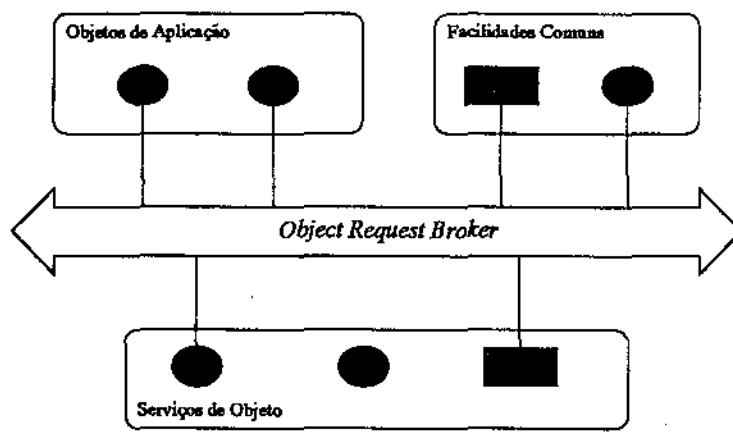 Objetos de Aplicação
Facilidades Comuns
Object Request Broker
Serviços de Objeto